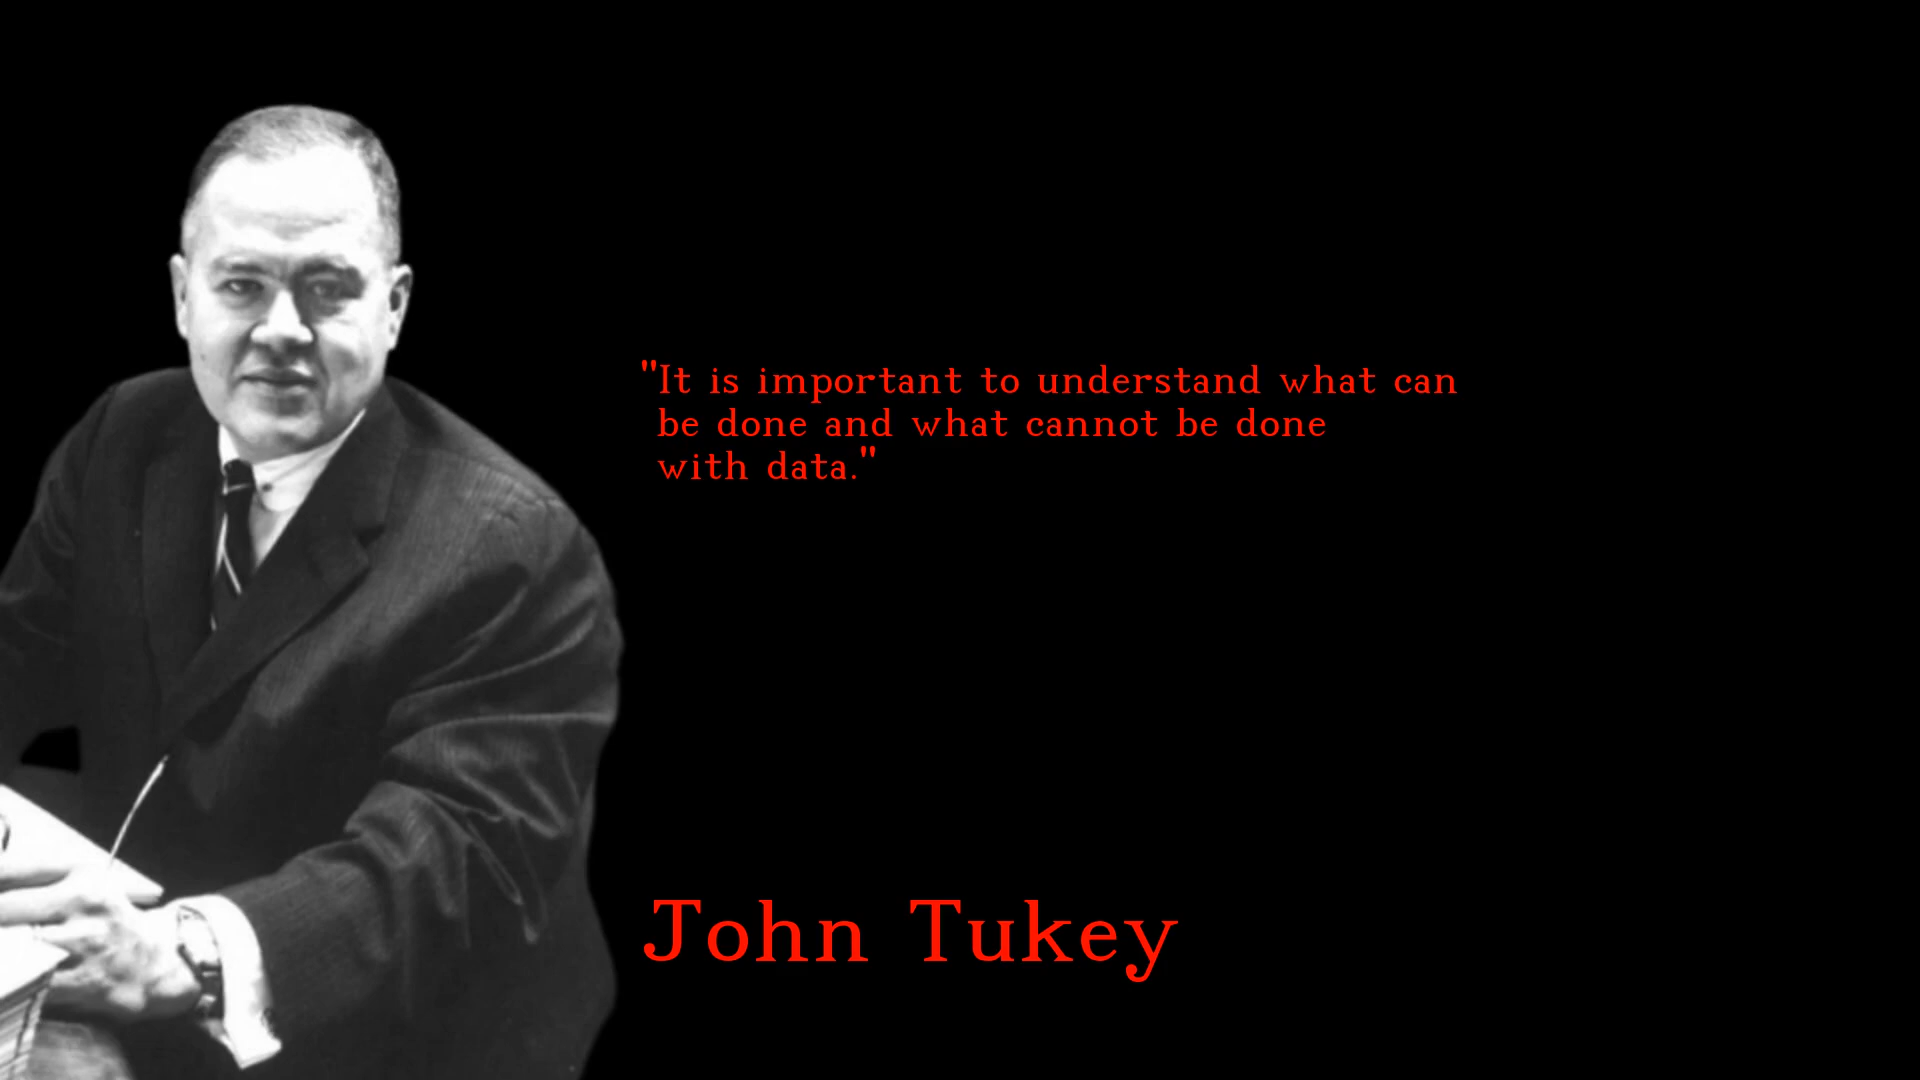 "It is important to understand what can
be done and what cannot be done
with data."
John Tukey